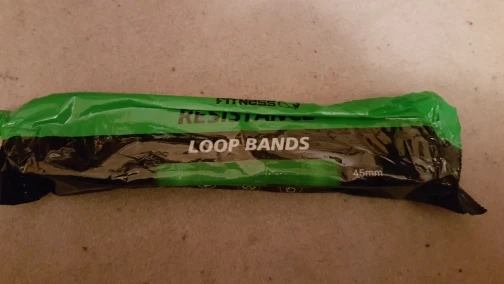 FITNESS
RESISTANCE
LOOP BANDS
45mm